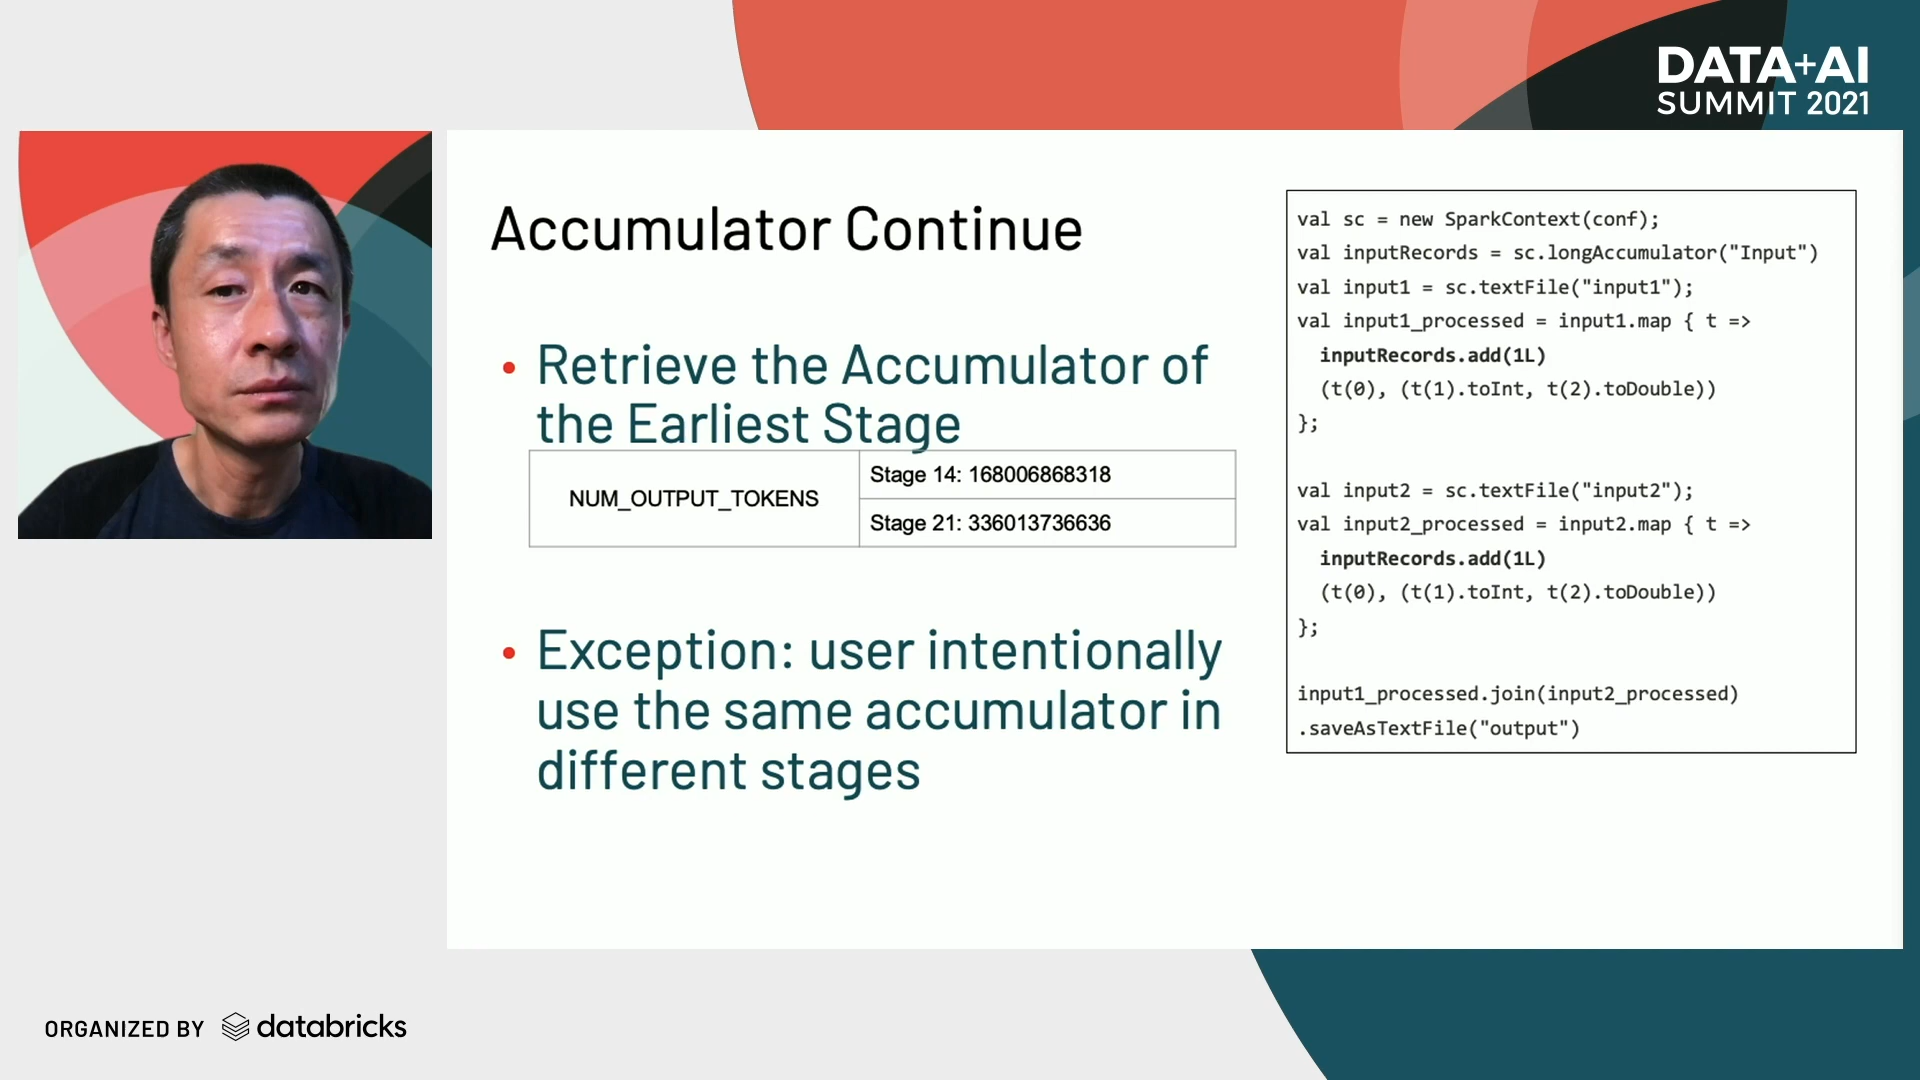 DATA+AI
SUMMIT 2021
Accumulator Continue
• Retrieve the Accumulator of
the Earliest Stage
NUM_OUTPUT_TOKENS
Stage 14: 168006868318
Stage 21: 336013736636
• Exception: user intentionally
use the same accumulator in
different stages
val sc = new SparkContext(conf);
val inputRecords = sc.longAccumulator("Input")
val input1 = sc.textFile("input1");
val input1_processed = input1.map { t =>
  inputRecords.add(1L)
  (t(0), (t(1).toInt, t(2).toDouble))
};
val input2 = sc.textFile("input2");
val input2_processed = input2.map { t =>
  inputRecords.add(1L)
  (t(0), (t(1).toInt, t(2).toDouble))
};
input1_processed.join(input2_processed)
.saveAsTextFile("output")
ORGANIZED BY databricks